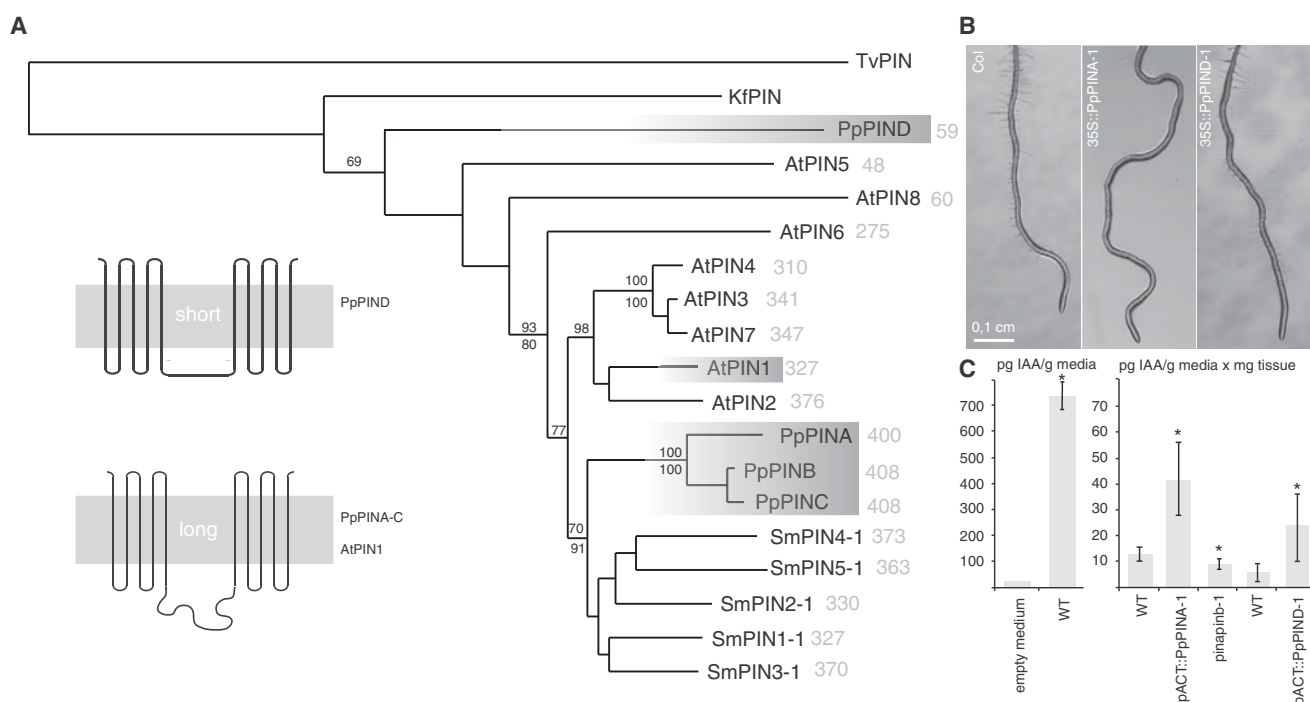 A
TvPIN
KfPIN
PpPIND 59
69
AtPIN5 48
AtPIN8 60
AtPIN6 275
AtPIN4 310
100
100
AtPIN3 341
AtPIN7 347
93
80
98
AtPIN1 327
AtPIN2 376
77
PpPINA 400
100
100
PpPINB 408
PpPINC 408
70
91
SmPIN4-1 373
SmPIN5-1 363
SmPIN2-1 330
SmPIN1-1 327
SmPIN3-1 370
short
PpPIND
long
PpPINA-C
AtPIN1
B
Col
35S::PpPINA-1
35S::PpPIND-1
0,1 cm
C
pg IAA/g media
700
600
500
400
300
200
100
*
empty medium
WT
pg IAA/g media x mg tissue
70
60
50
40
30
20
10
*
*
*
WT
pACT::PpPINA-1
pinapinb-1
WT
pACT::PpPIND-1